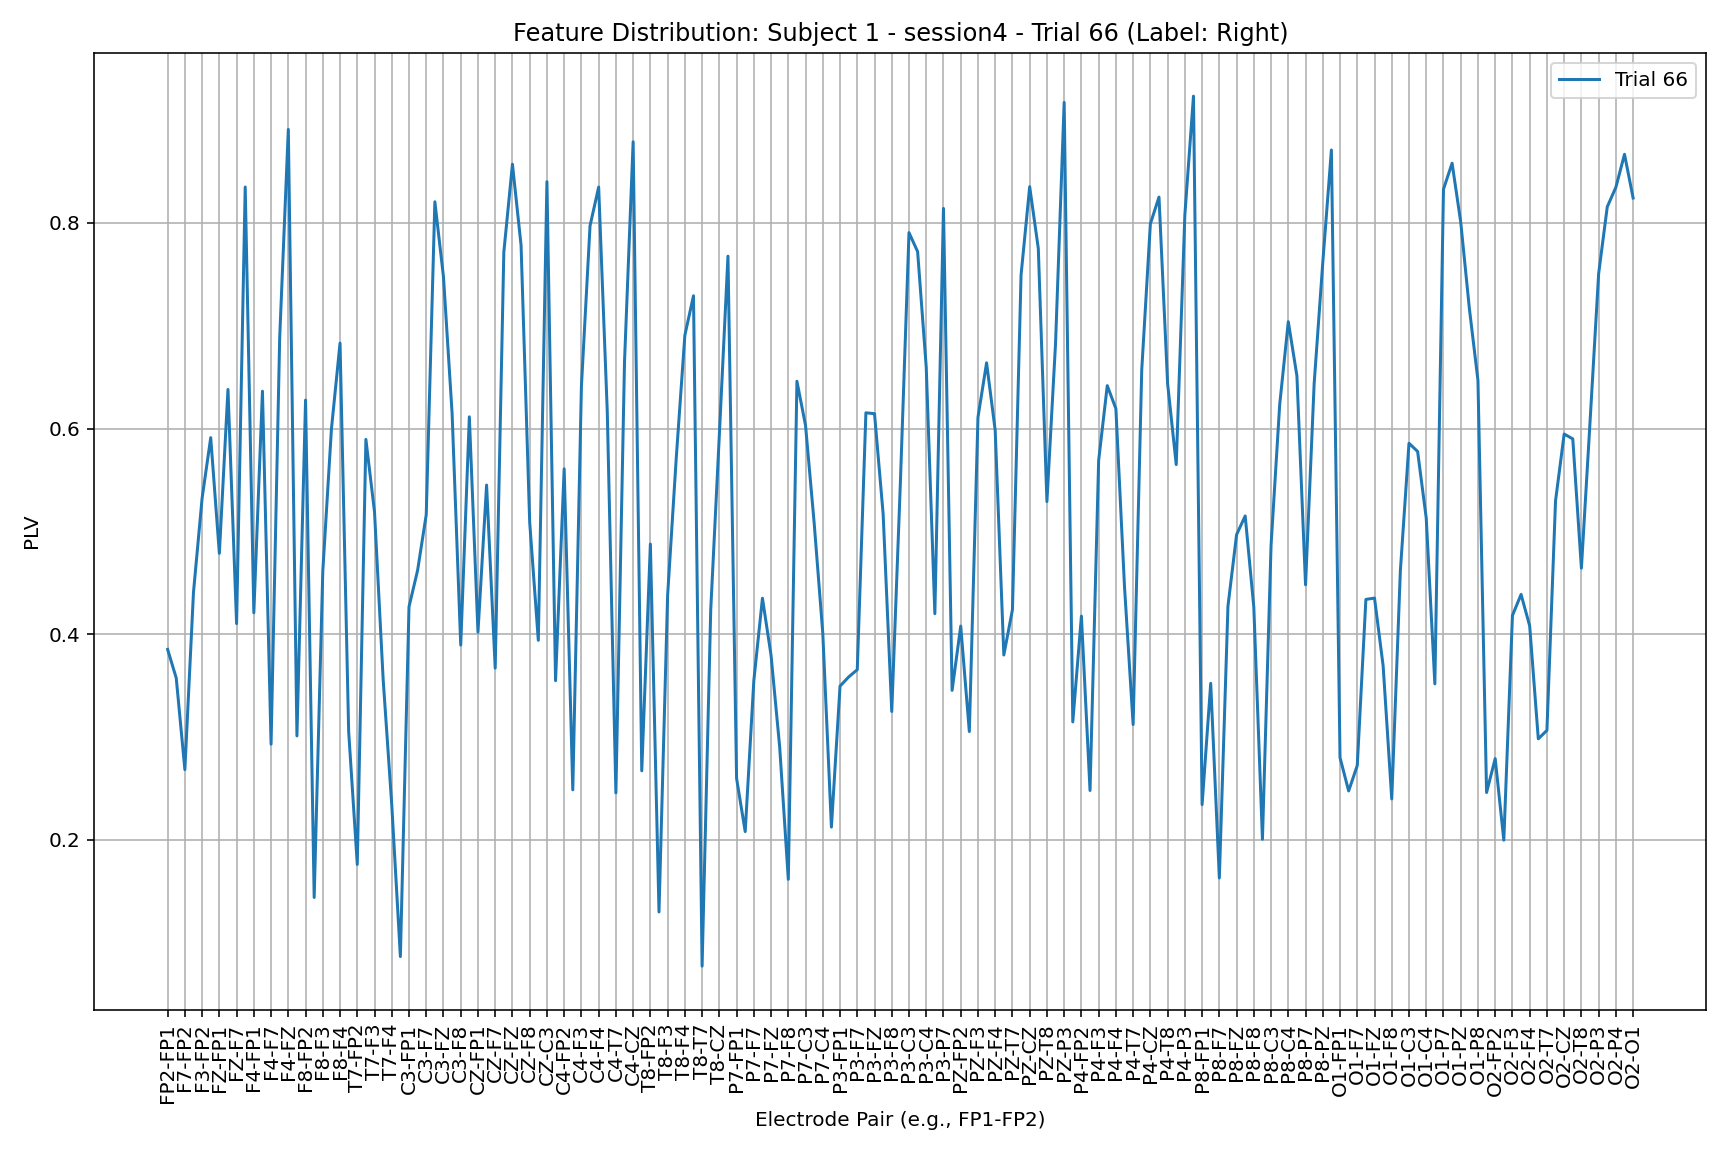 Feature Distribution: Subject 1 - session4 - Trial 66 (Label: Right)
Trial 66
PLV
0.8
0.6
0.4
0.2
FP2-FP1
F7-FP2
F3-FP2
FZ-FP1
FZ-F7
F4-FP1
F4-F7
F4-FZ
F8-FP2
F8-F3
F8-F4
T7-FP2
T7-F3
T7-F4
C3-FP1
C3-F7
C3-FZ
C3-F8
CZ-FP1
CZ-F7
CZ-FZ
CZ-F8
CZ-C3
C4-FP2
C4-F3
C4-F4
C4-T7
C4-CZ
T8-FP2
T8-F3
T8-F4
T8-T7
T8-CZ
P7-FP1
P7-F7
P7-FZ
P7-F8
P7-C3
P7-C4
P3-FP1
P3-F7
P3-FZ
P3-F8
P3-C3
P3-C4
P3-P7
PZ-FP2
PZ-F3
PZ-F4
PZ-T7
PZ-CZ
PZ-T8
PZ-P3
P4-FP2
P4-F3
P4-F4
P4-T7
P4-CZ
P4-T8
P4-P3
P8-FP1
P8-F7
P8-FZ
P8-F8
P8-C3
P8-C4
P8-P7
P8-PZ
O1-FP1
O1-F7
O1-FZ
O1-F8
O1-C3
O1-C4
O1-P7
O1-PZ
O1-P8
O2-FP2
O2-F3
O2-F4
O2-T7
O2-CZ
O2-T8
O2-P3
O2-P4
O2-O1
Electrode Pair (e.g., FP1-FP2)